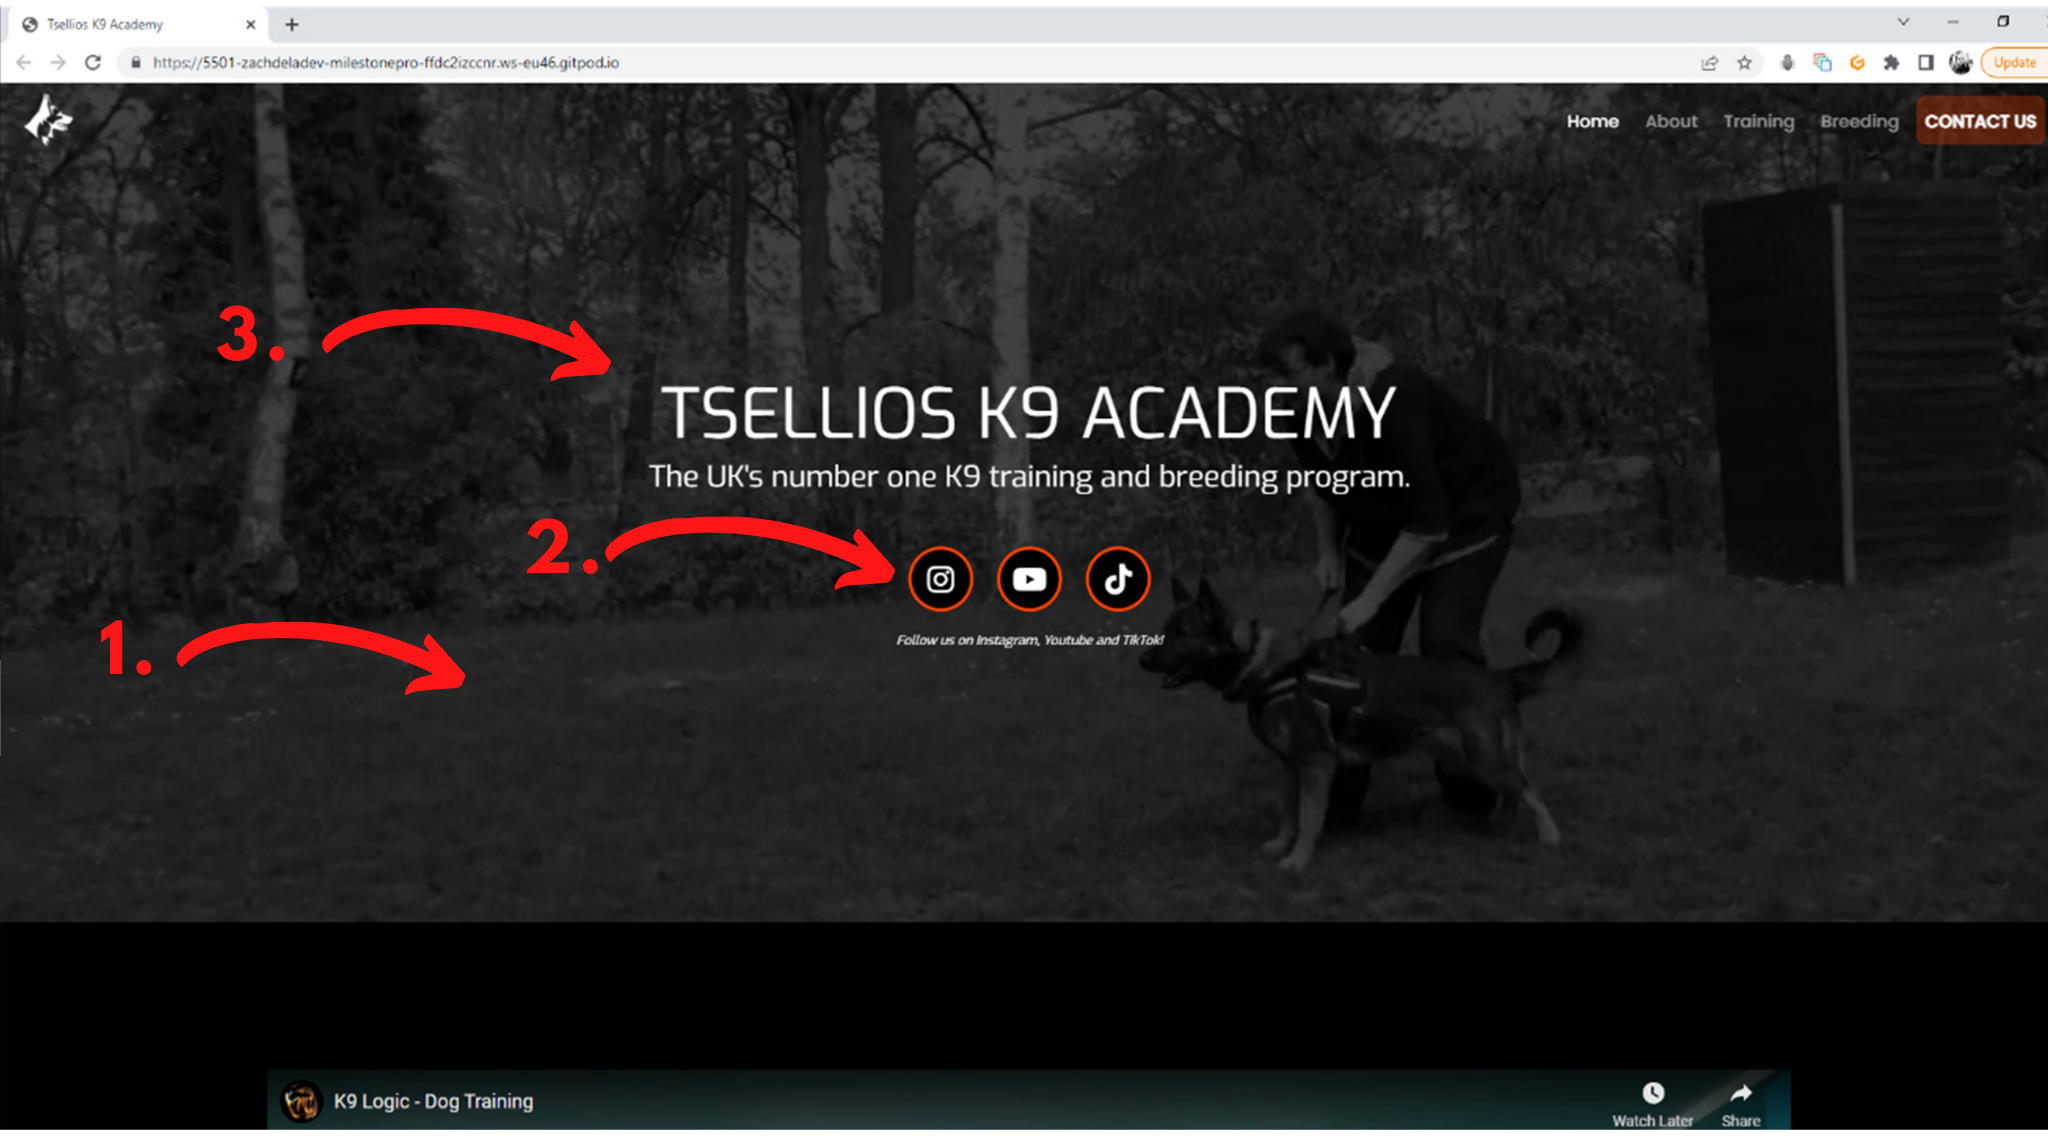 Tsellios K9 Academy
https://5501-zachdeladev-milestonepro-ffdc2izccnr.ws-eu46.gitpod.io
Update
Home About Training Breeding CONTACT US
3.
TSELLIOS K9 ACADEMY
The UK's number one K9 training and breeding program.
2.
Follow us on Instagram, Youtube and TikTok!
1.
K9 Logic - Dog Training
Watch Later Share